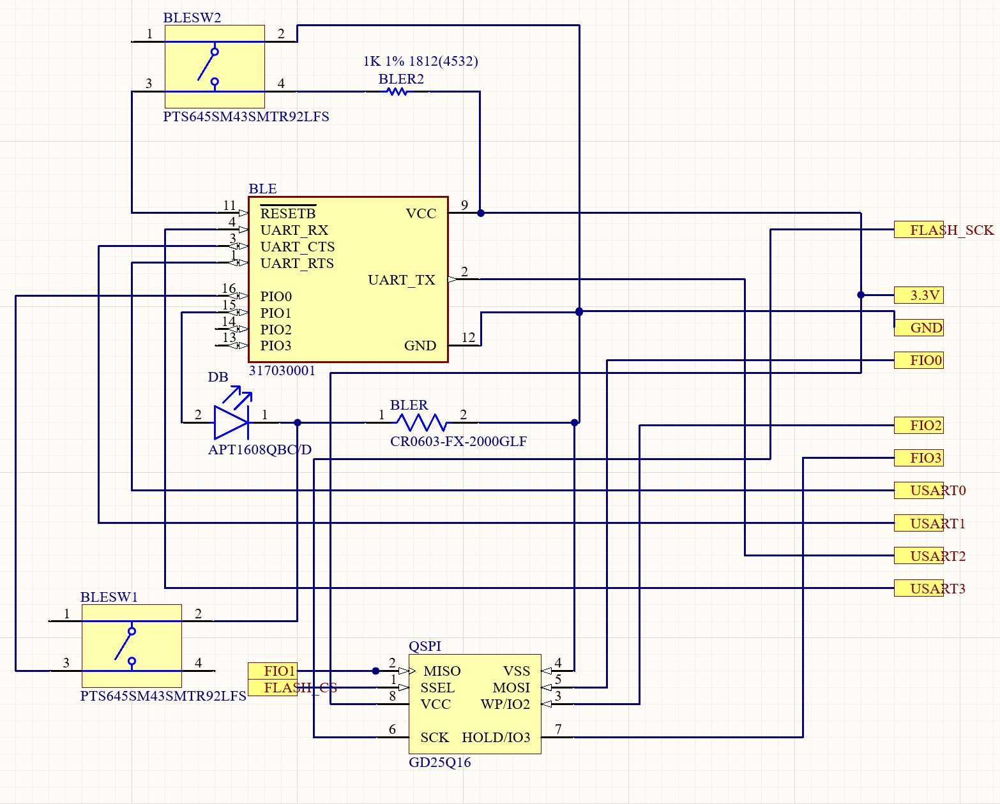 BLESW2
1
2
1K 1% 1812(4532)
BLER2
3
4
PTS645SM43SMTR92LFS
BLE
11
RESETB
VCC
9
4
UART_RX
FLASH_SCK
3
UART_CTS
1
UART_RTS
UART_TX
2
16
PIO0
3.3V
15
PIO1
14
PIO2
GND
13
PIO3
GND
12
317030001
FIO0
DB
2
1
BLER
1
2
FIO2
CR0603-FX-2000GLF
APT1608QBC/D
FIO3
USART0
USART1
USART2
USART3
BLESW1
1
2
3
4
PTS645SM43SMTR92LFS
QSPI
FIO1
2
MISO
VSS
4
FLASH_CS
1
SSEL
MOSI
5
8
VCC
WP/IO2
3
6
SCK
HOLD/IO3
7
GD25Q16